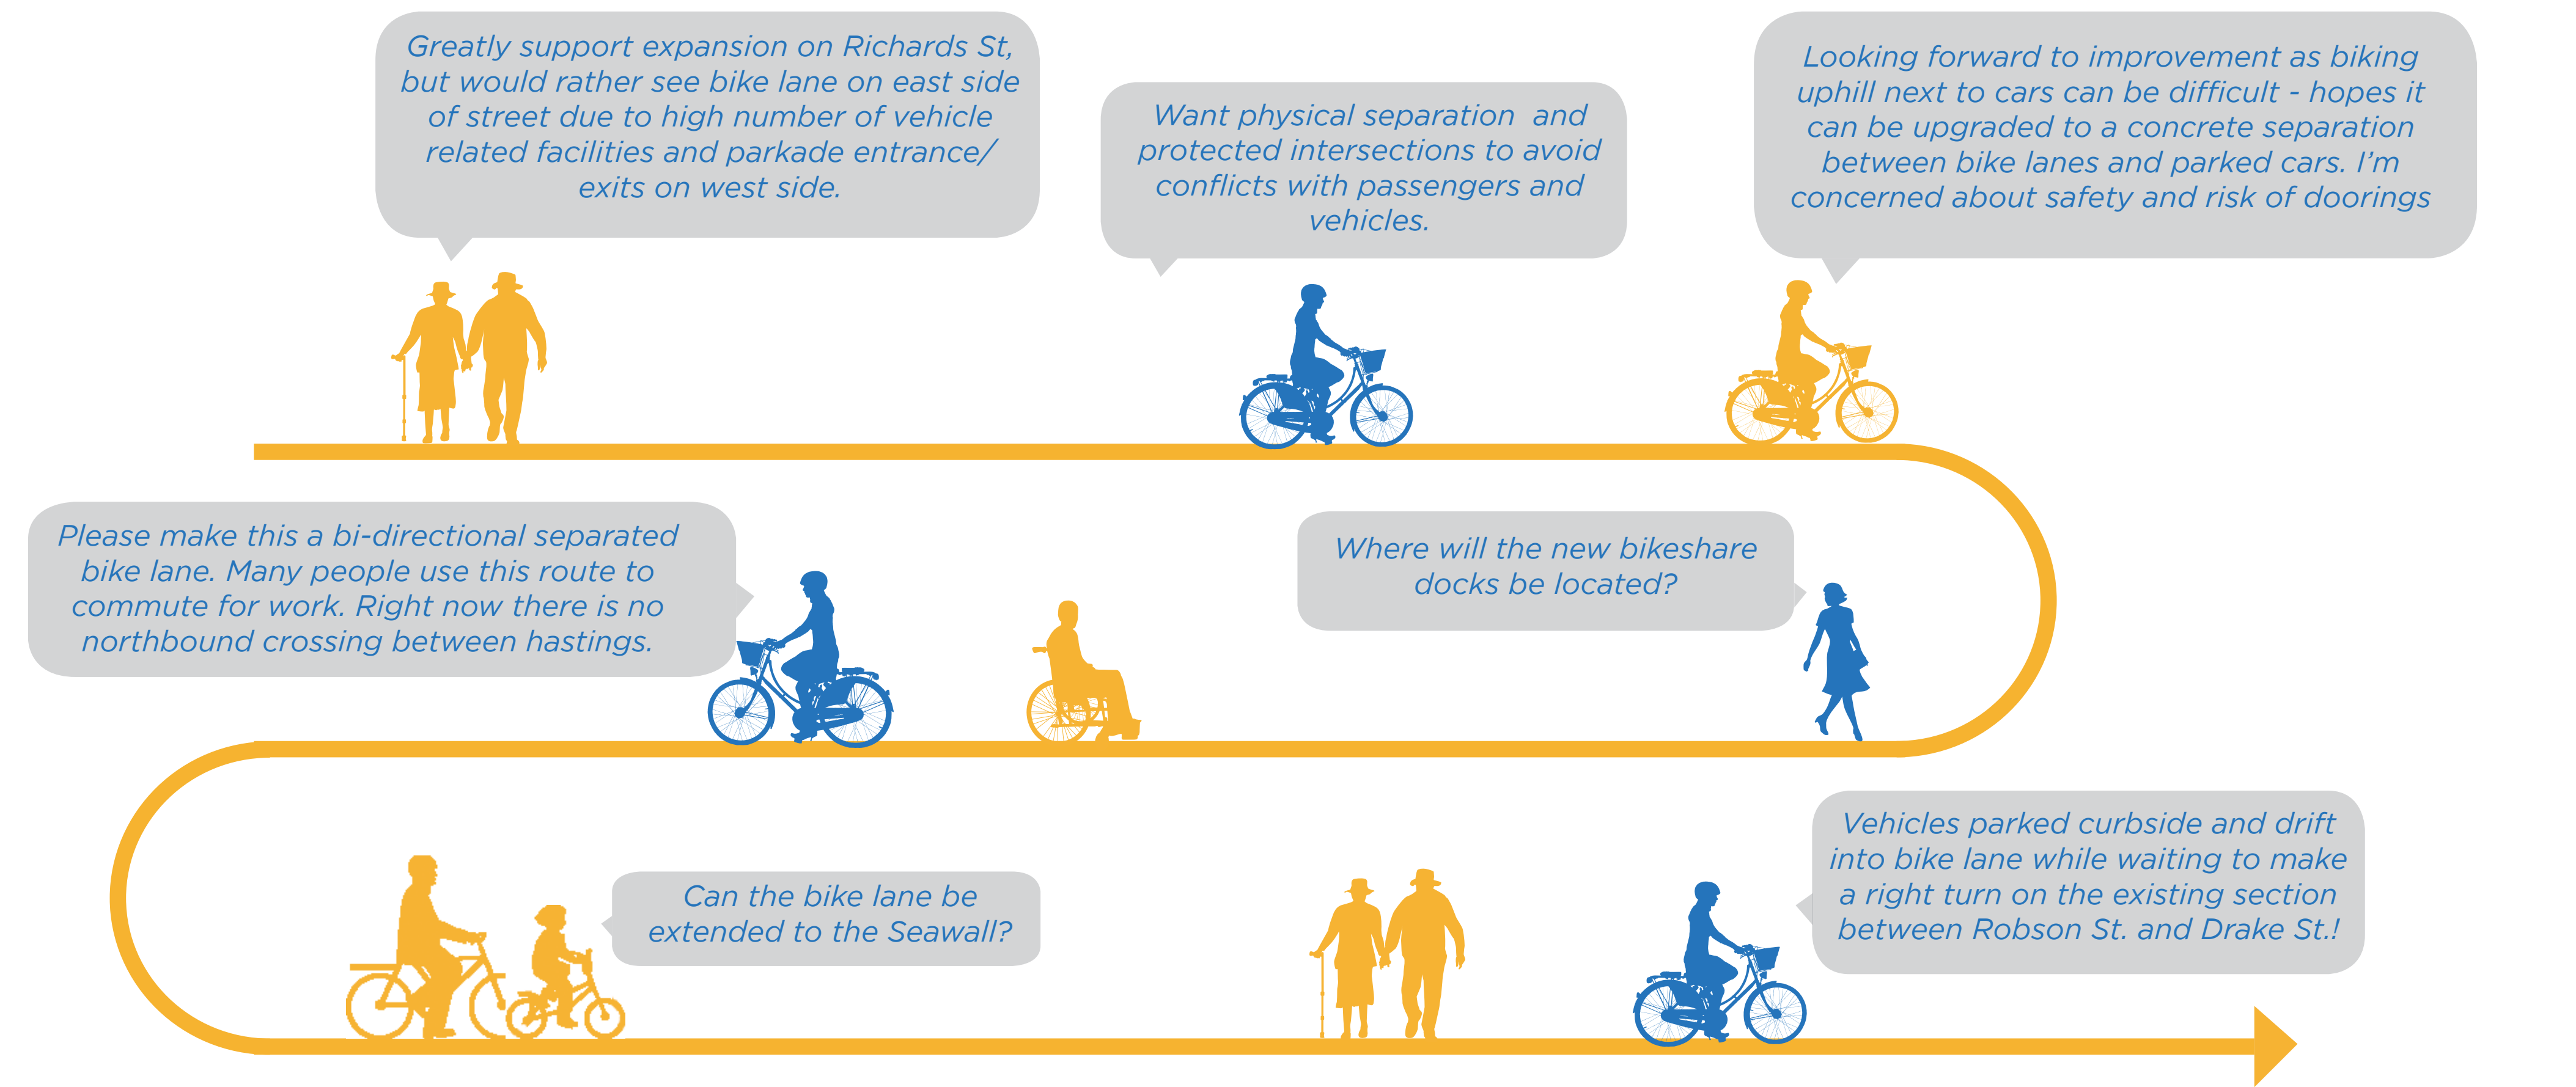 Greatly support expansion on Richards St,
but would rather see bike lane on east side
of street due to high number of vehicle
related facilities and parkade entrance/
exits on west side.
Want physical separation and
protected intersections to avoid
conflicts with passengers and
vehicles.
Looking forward to improvement as biking
uphill next to cars can be difficult - hopes it
can be upgraded to a concrete separation
between bike lanes and parked cars. I'm
concerned about safety and risk of doorings
Please make this a bi-directional separated
bike lane. Many people use this route to
commute for work. Right now there is no
northbound crossing between hastings.
Where will the new bikeshare
docks be located?
Can the bike lane be
extended to the Seawall?
Vehicles parked curbside and drift
into bike lane while waiting to make
a right turn on the existing section
between Robson St. and Drake St.!